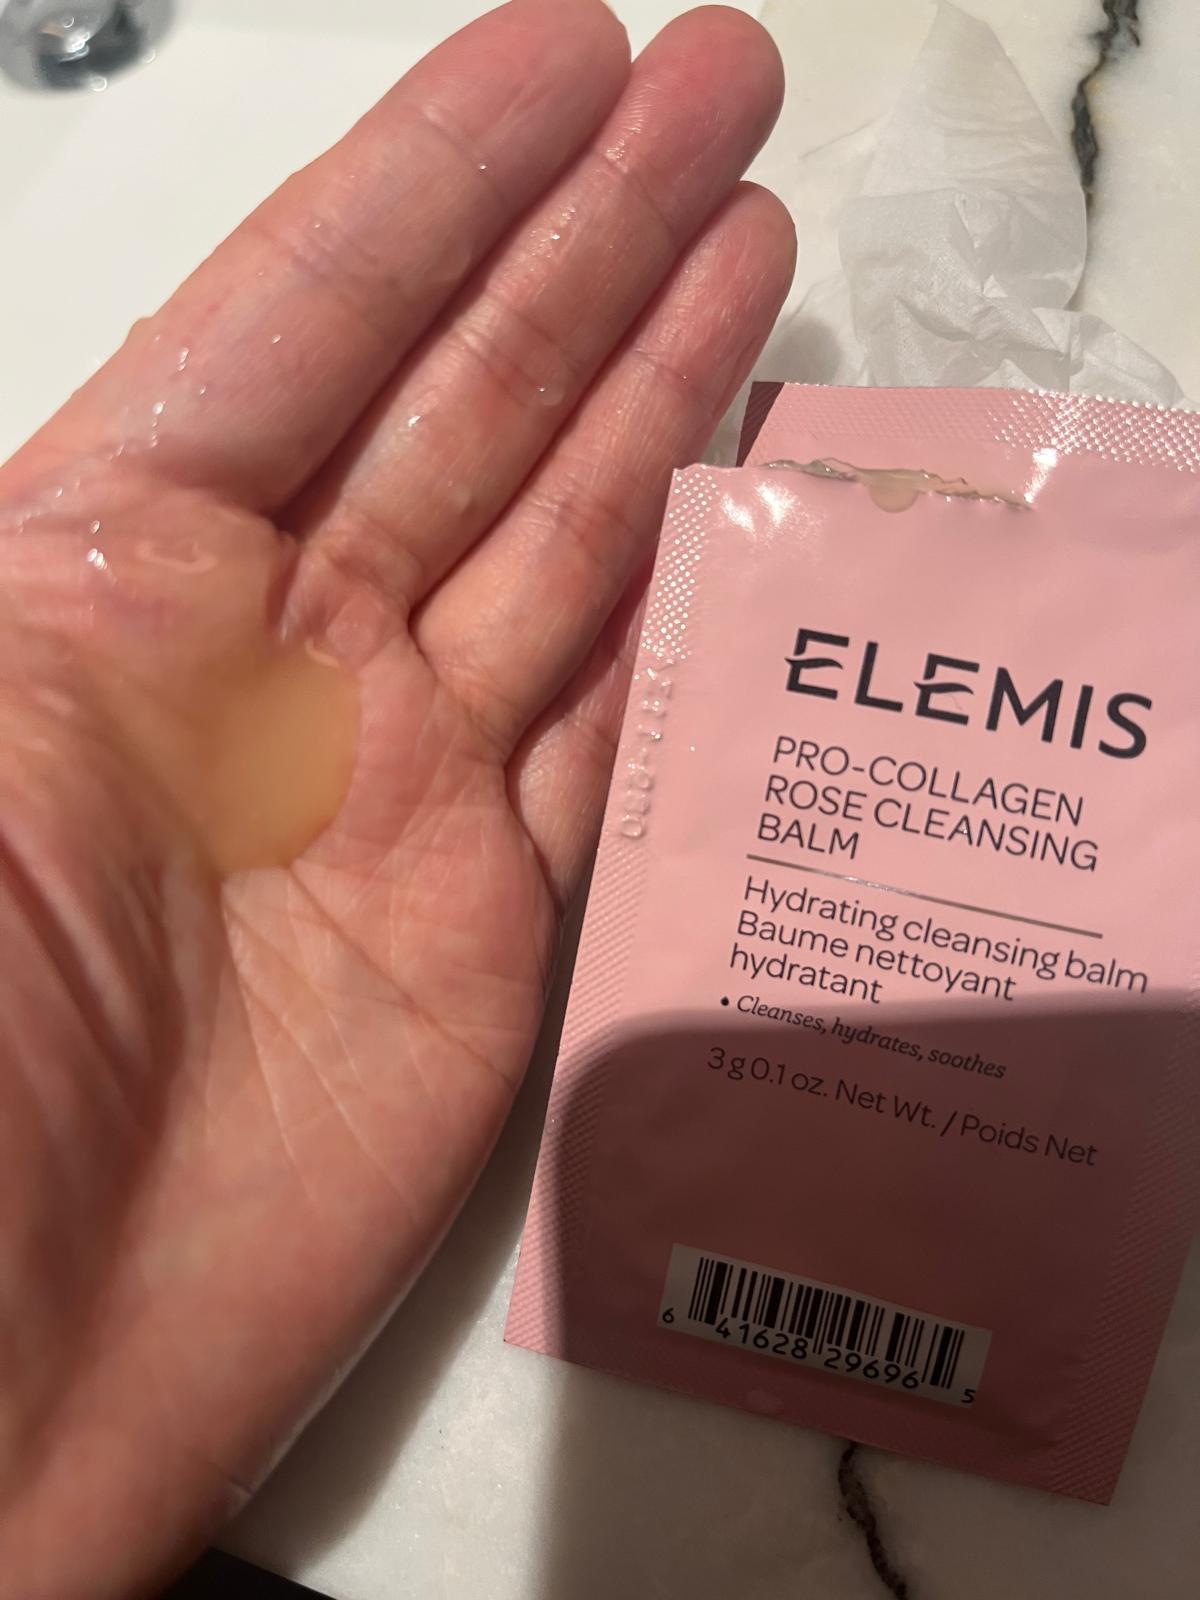 ELEMIS
PRO-COLLAGEN
ROSE CLEANSING
BALM
Hydrating cleansing balm
Baume nettoyant
hydratant
• Cleanses, hydrates, soothes
3 g 0.1 oz. Net Wt. / Poids Net
6 41628 29696 5